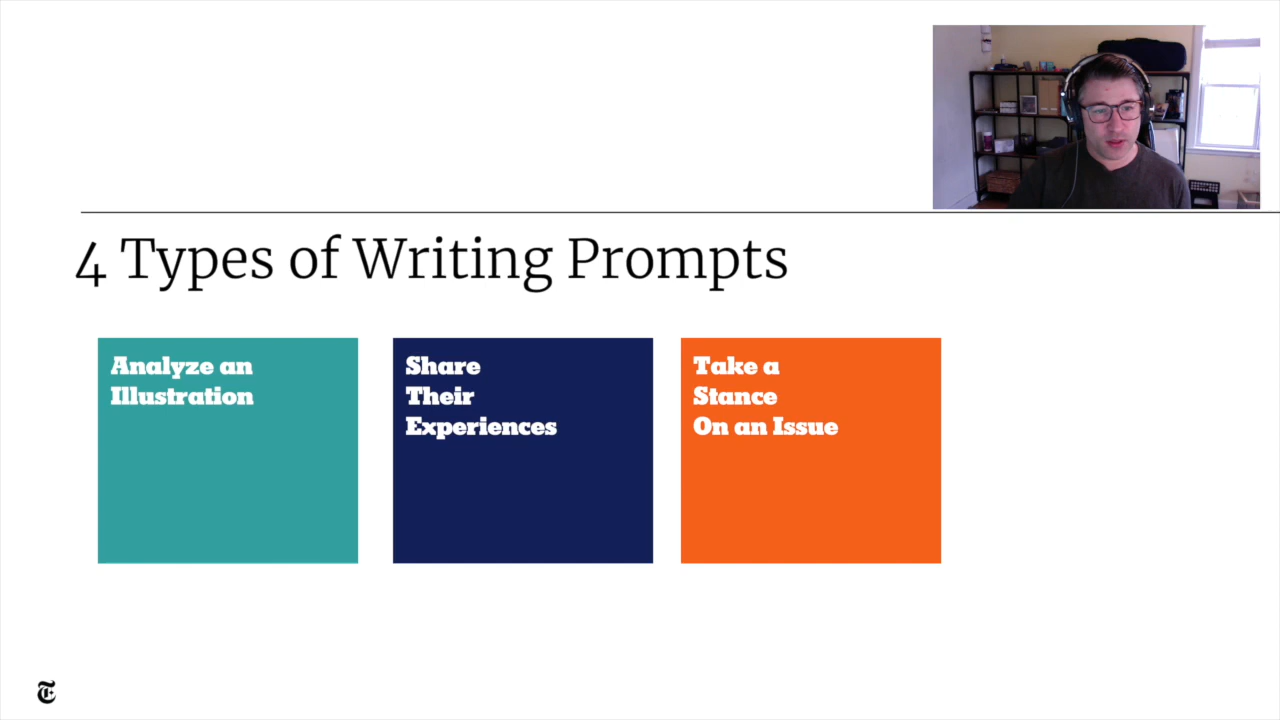 4 Types of Writing Prompts
Analyze an
Illustration
Share
Their
Experiences
Take a
Stance
On an Issue